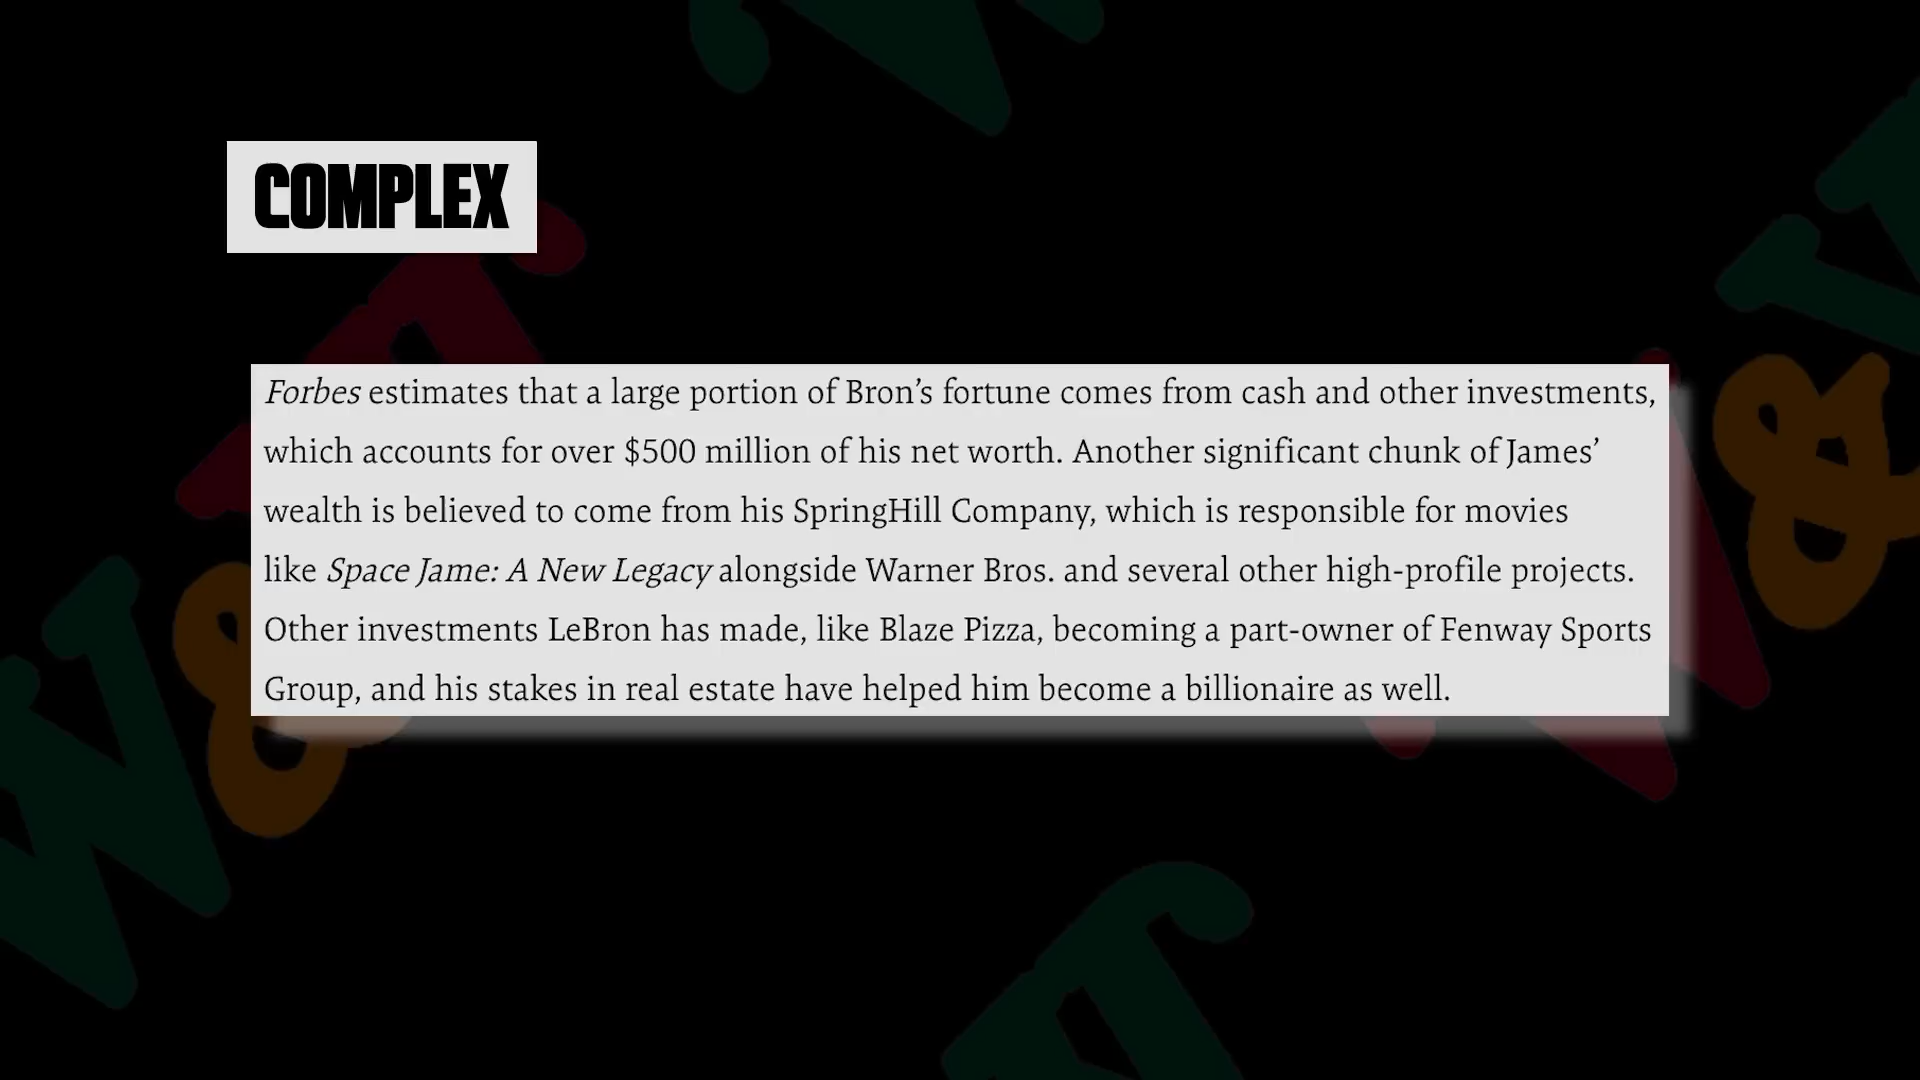 COMPLEX
Forbes estimates that a large portion of Bron’s fortune comes from cash and other investments,
which accounts for over $500 million of his net worth. Another significant chunk of James’
wealth is believed to come from his SpringHill Company, which is responsible for movies
like Space Jame: A New Legacy alongside Warner Bros. and several other high-profile projects.
Other investments LeBron has made, like Blaze Pizza, becoming a part-owner of Fenway Sports
Group, and his stakes in real estate have helped him become a billionaire as well.